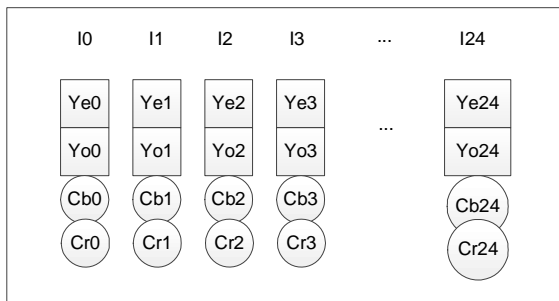 I0 I1 I2 I3 ... I24
Ye0 Ye1 Ye2 Ye3 ... Ye24
Yo0 Yo1 Yo2 Yo3 Yo24
Cb0 Cb1 Cb2 Cb3 Cb24
Cr0 Cr1 Cr2 Cr3 Cr24